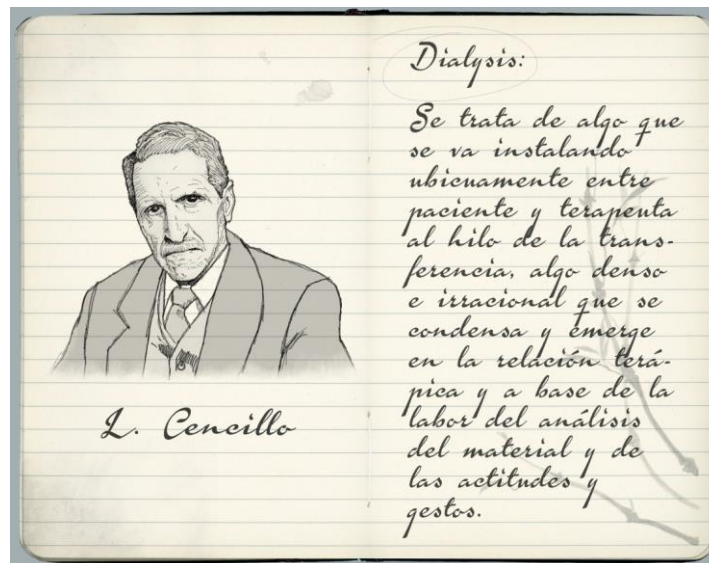 L. Cencillo
Dialysis:
Se trata de algo que
se va instalando
ubicuamente entre
paciente y terapeuta
al hilo de la trans-
ferencia, algo denso
e irracional que se
condensa y emerge
en la relación terá-
pica y a base de la
labor del análisis
del material y de
las actitudes y
gestos.